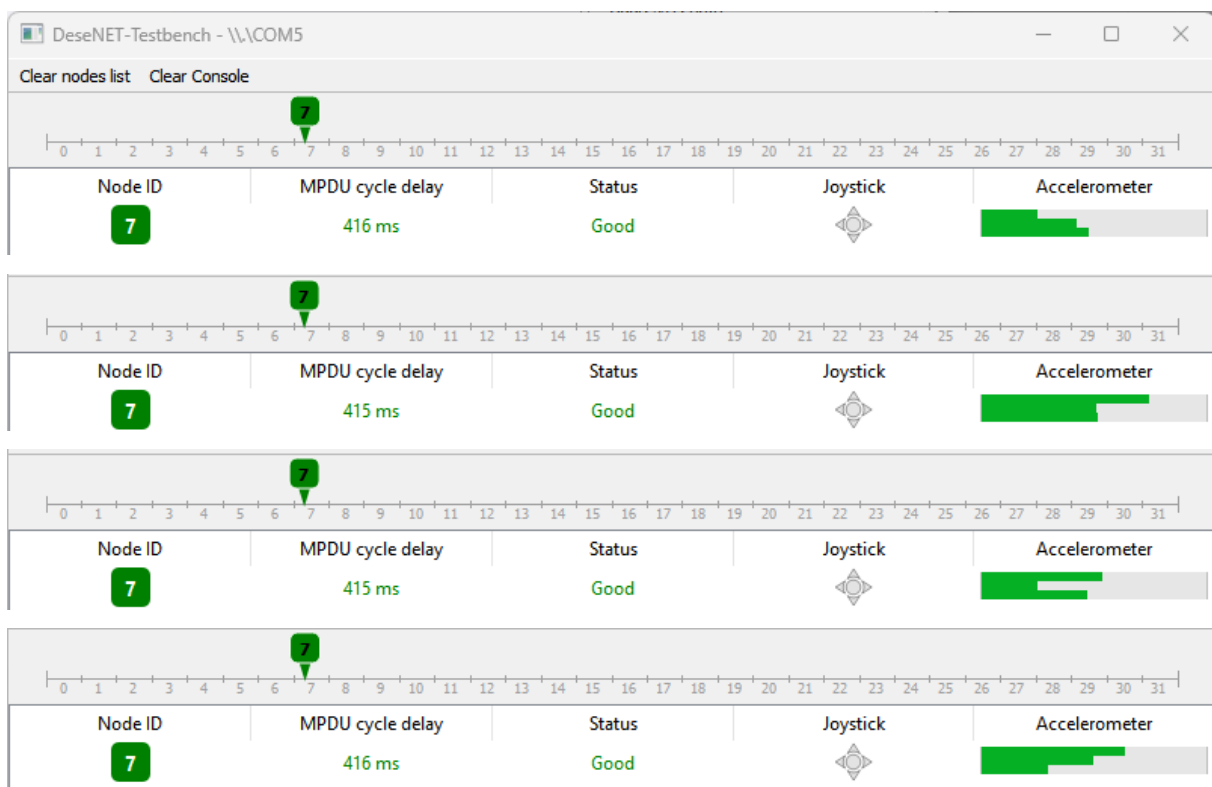 DeseNET-Testbench - \\.\COM5
Clear nodes list Clear Console
7
0 1 2 3 4 5 6 7 8 9 10 11 12 13 14 15 16 17 18 19 20 21 22 23 24 25 26 27 28 29 30 31
Node ID MPDU cycle delay Status Joystick Accelerometer
7 416 ms Good
7
0 1 2 3 4 5 6 7 8 9 10 11 12 13 14 15 16 17 18 19 20 21 22 23 24 25 26 27 28 29 30 31
Node ID MPDU cycle delay Status Joystick Accelerometer
7 415 ms Good
7
0 1 2 3 4 5 6 7 8 9 10 11 12 13 14 15 16 17 18 19 20 21 22 23 24 25 26 27 28 29 30 31
Node ID MPDU cycle delay Status Joystick Accelerometer
7 415 ms Good
7
0 1 2 3 4 5 6 7 8 9 10 11 12 13 14 15 16 17 18 19 20 21 22 23 24 25 26 27 28 29 30 31
Node ID MPDU cycle delay Status Joystick Accelerometer
7 416 ms Good